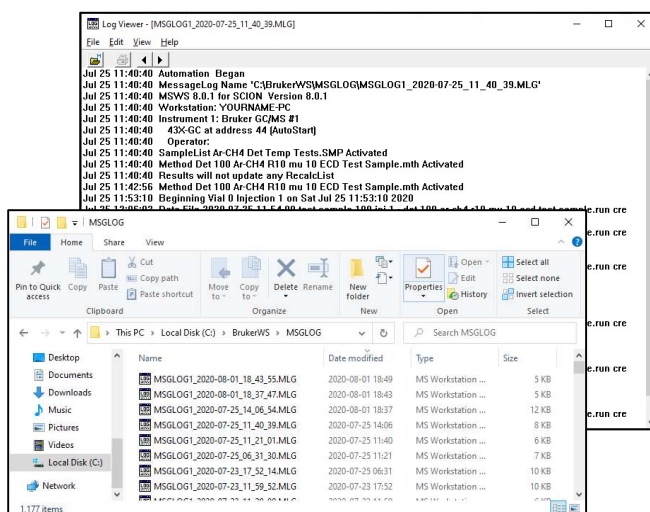 Log Viewer - [MSGLOG1_2020-07-25_11_40_39.MLG]
File Edit View Help
Jul 25 11:40:40 Automation Began
Jul 25 11:40:40 MessageLog Name 'C:\BrukerWS\MSGLOG\MSGLOG1_2020-07-25_11_40_39.MLG'
Jul 25 11:40:40 MSWS 8.0.1 for SCION Version 8.0.1
Jul 25 11:40:40 Workstation: YOURNAME-PC
Jul 25 11:40:40 Instrument 1: Bruker GC/MS #1
Jul 25 11:40:40 43X-GC at address 44 (AutoStart)
Jul 25 11:40:40 Operator:
Jul 25 11:40:40 SampleList Ar-CH4 Det Temp Tests.SMP Activated
Jul 25 11:40:40 Method Det 100 Ar-CH4 R10 mu 10 ECD Test Sample.mth Activated
Jul 25 11:40:40 Results will not update any RecalcList
Jul 25 11:42:56 Method Det 100 Ar-CH4 R10 mu 10 ECD Test Sample.mth Activated
Jul 25 11:53:10 Beginning Vial 0 Injection 1 on Sat Jul 25 11:53:10 2020
e.run cre
e.run cre
e.run cre
e.run cre
e.run cre
e.run cre
MSGLOG
File Home Share View
Pin to Quick access
Copy
Paste
Cut
Copy path
Paste shortcut
Move to
Copy to
Delete
Rename
New folder
Properties
Open
Edit
History
Select all
Select none
Invert selection
Clipboard Organize New Open Select
This PC > Local Disk (C:) > BrukerWS > MSGLOG
Search MSGLOG
Desktop
Documents
Downloads
Music
Pictures
Videos
Local Disk (C:)
Network
Name Date modified Type Size
MSGLOG1_2020-08-01_18_43_55.MLG 2020-08-01 18:49 MS Workstation ... 5 KB
MSGLOG1_2020-08-01_18_37_47.MLG 2020-08-01 18:43 MS Workstation ... 5 KB
MSGLOG1_2020-07-25_14_06_54.MLG 2020-08-01 18:37 MS Workstation ... 12 KB
MSGLOG1_2020-07-25_11_40_39.MLG 2020-07-25 14:06 MS Workstation ... 8 KB
MSGLOG1_2020-07-25_11_21_01.MLG 2020-07-25 11:40 MS Workstation ... 6 KB
MSGLOG1_2020-07-25_06_31_30.MLG 2020-07-25 11:21 MS Workstation ... 7 KB
MSGLOG1_2020-07-23_17_52_14.MLG 2020-07-25 06:31 MS Workstation ... 10 KB
MSGLOG1_2020-07-23_11_59_52.MLG 2020-07-23 17:52 MS Workstation ... 10 KB
1,177 items